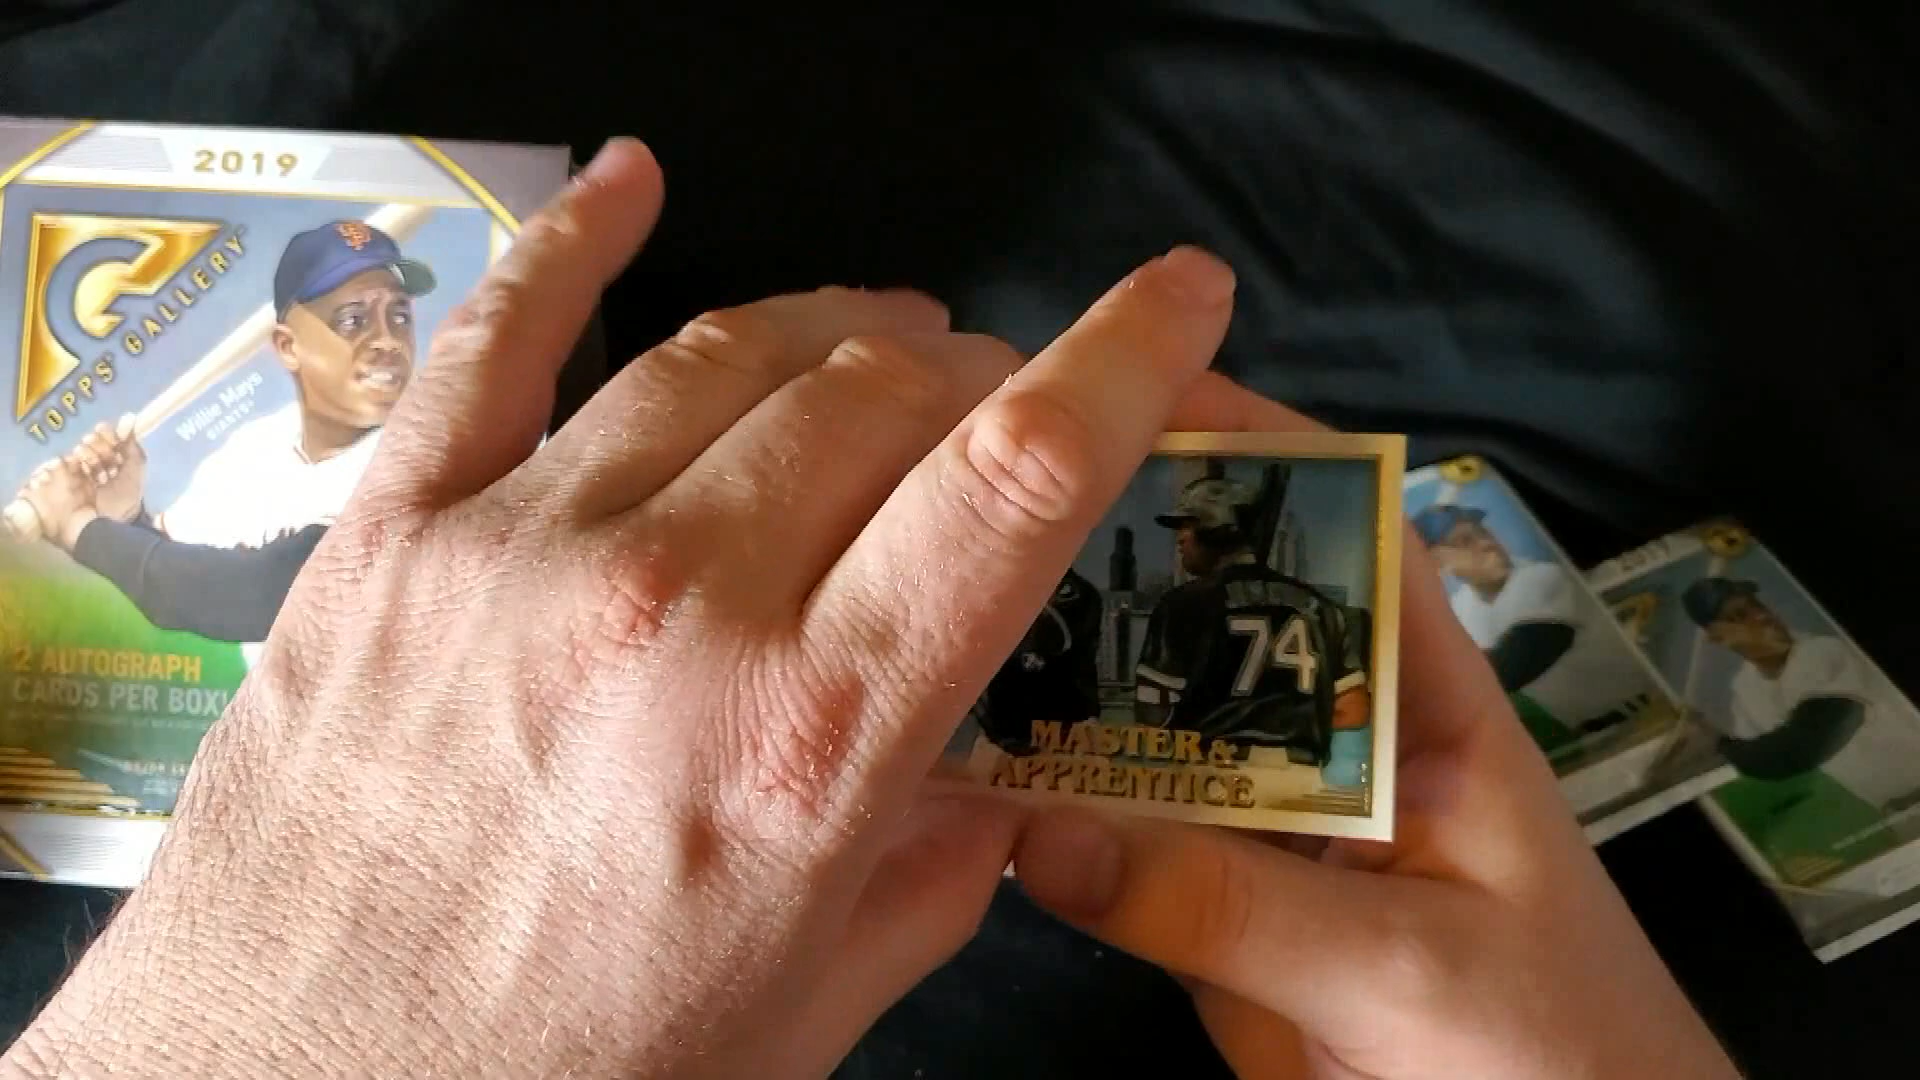 2019
TOPPS GALLERY
Willie Mays
GIANTS
2 AUTOGRAPH
CARDS PER BOX!
74
MASTER &
APPRENTICE